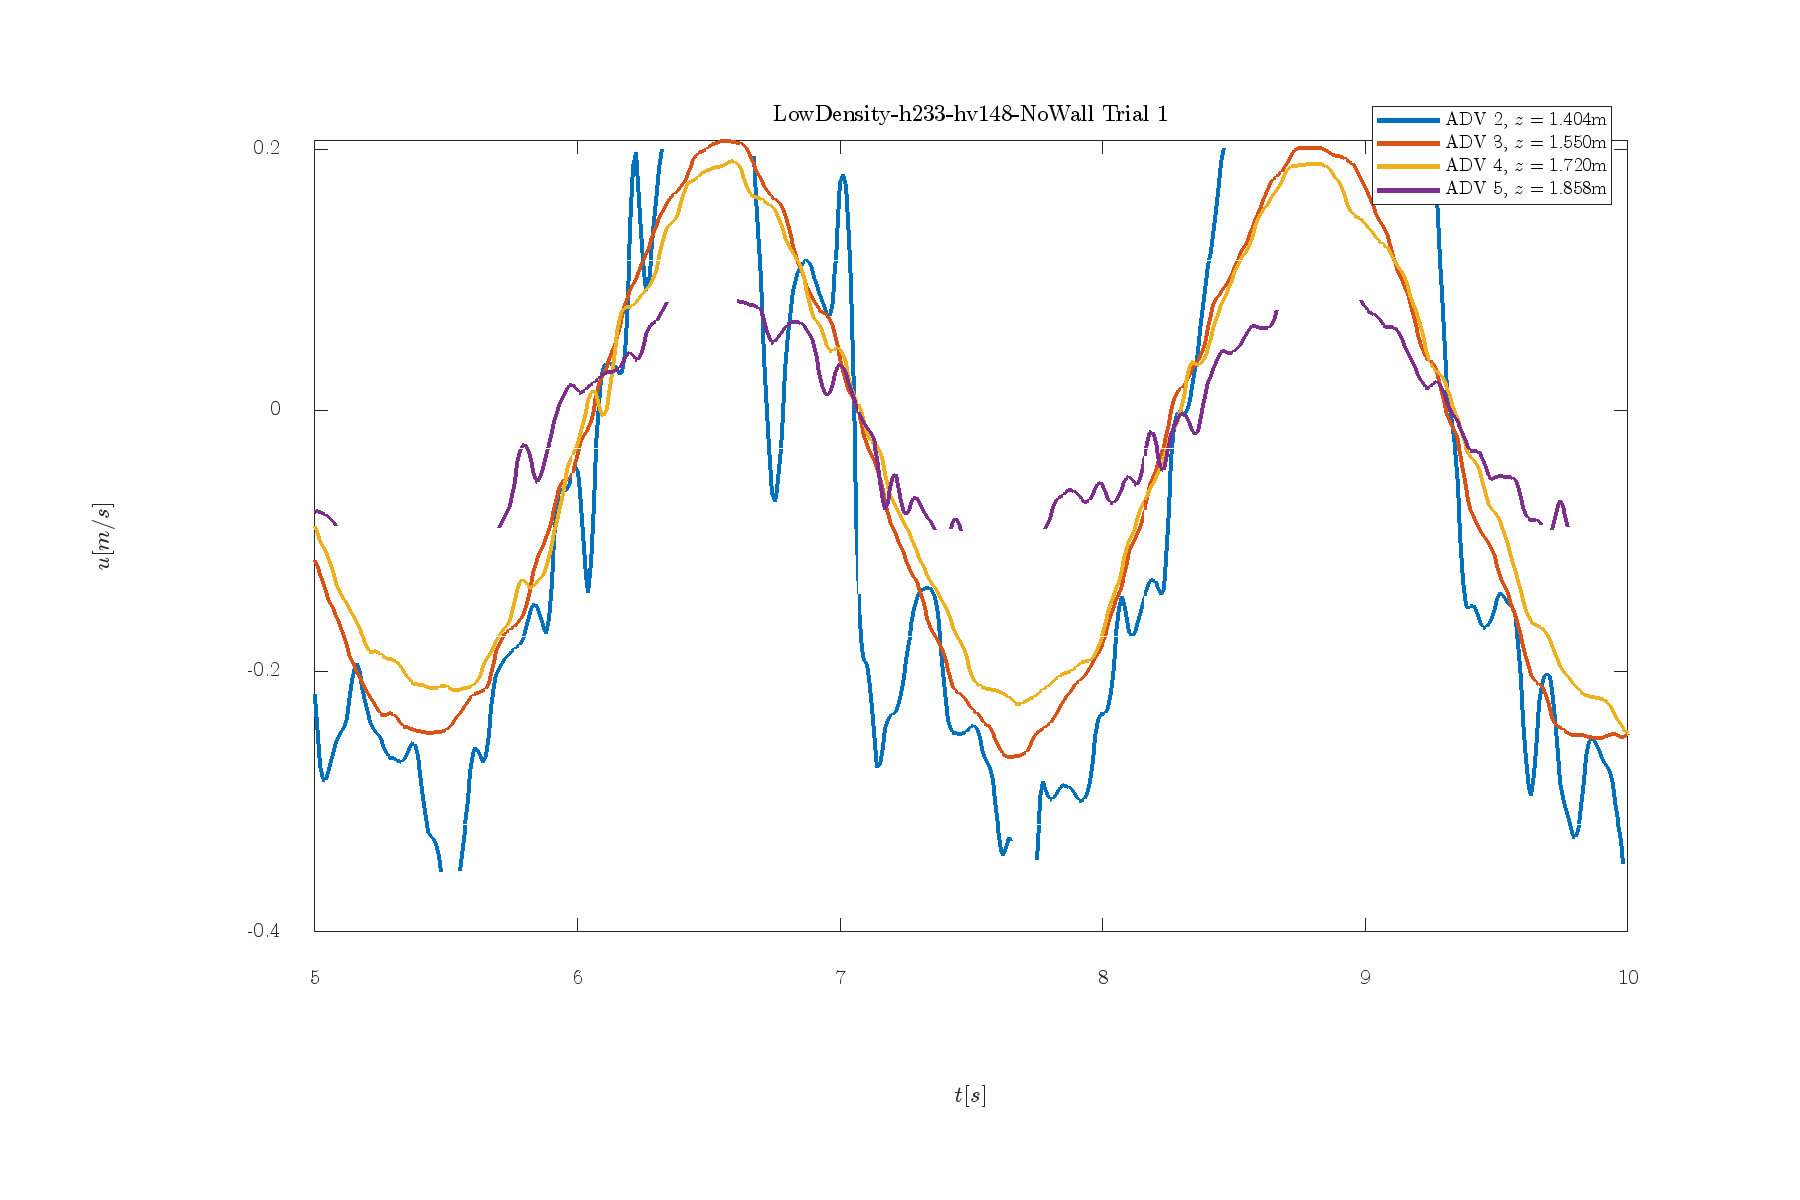 LowDensity-h233-hv148-NoWall Trial 1
ADV 2, z = 1.404m
ADV 3, z = 1.550m
ADV 4, z = 1.720m
ADV 5, z = 1.858m
0.2
0
-0.2
-0.4
u[m/s]
5 6 7 8 9 10
t[s]